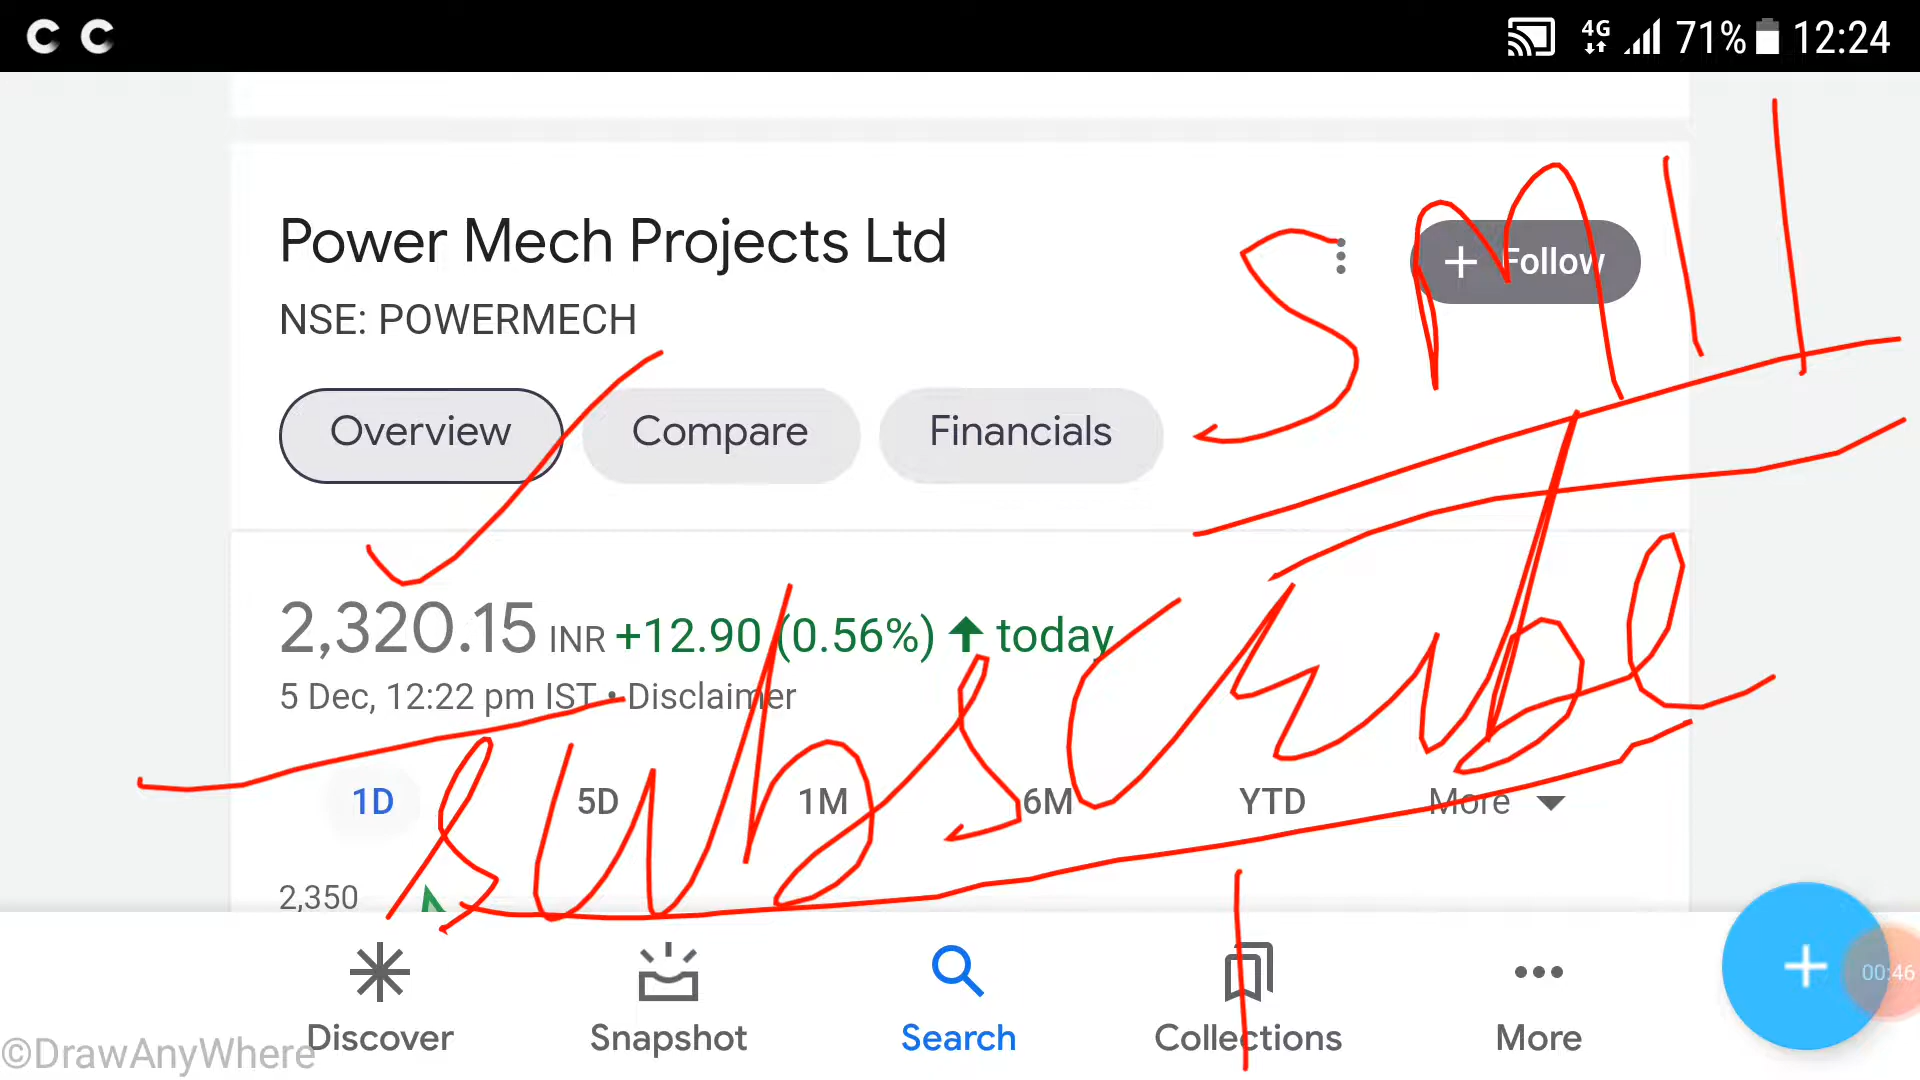 4G 71% 12:24
Power Mech Projects Ltd
+ Follow
NSE: POWERMECH
Overview Compare Financials
2,320.15 INR +12.90 (0.56%) today
5 Dec, 12:22 pm IST • Disclaimer
subscribe
1D 5D 1M 6M YTD More
2,350
00:46
Discover Snapshot Search Collections More
©DrawAnyWhere